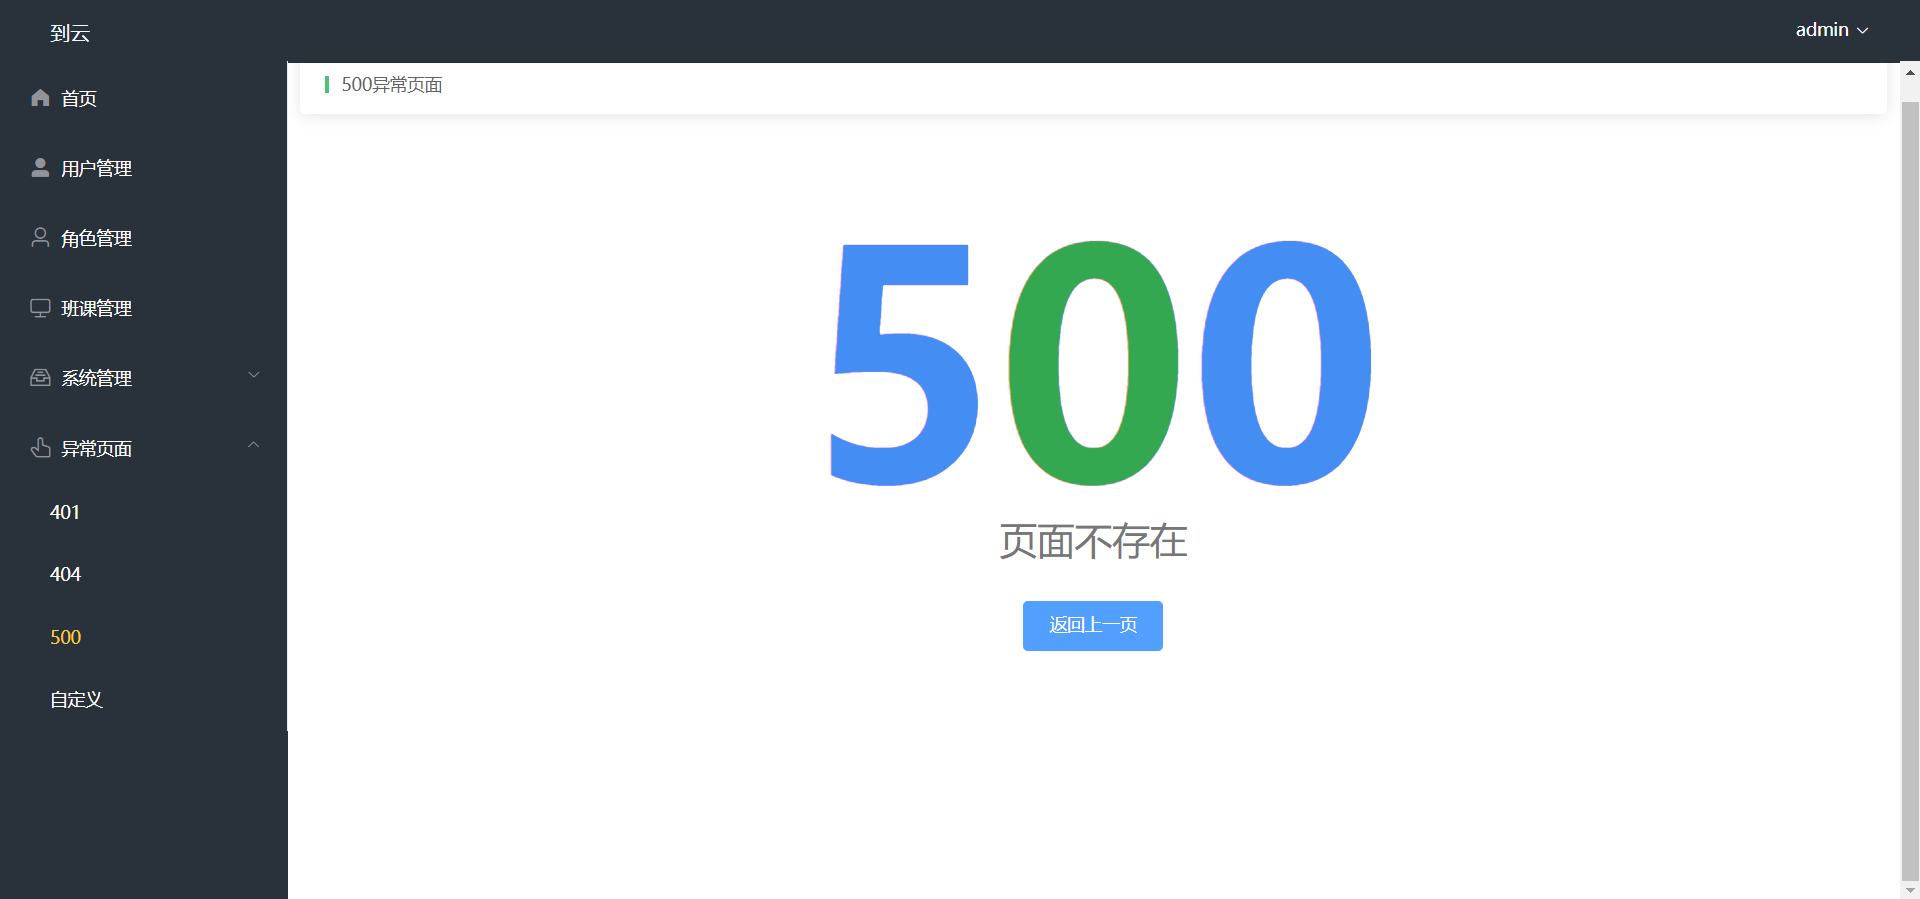 到云
admin
首页
用户管理
角色管理
班课管理
系统管理
异常页面
401
404
500
自定义
500异常页面
500
页面不存在
返回上一页